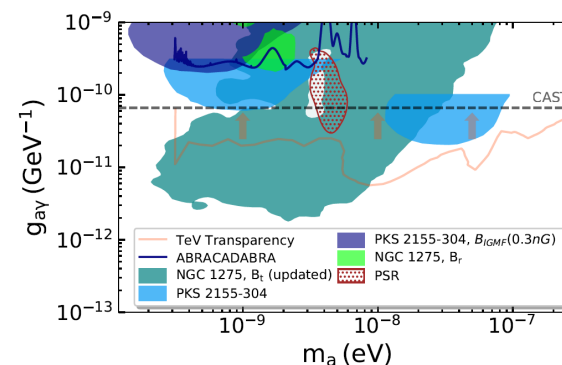 10⁻⁹
10⁻¹⁰
10⁻¹¹
10⁻¹²
10⁻¹³
g_aγ (GeV⁻¹)
CAST
TeV Transparency
ABRACADABRA
NGC 1275, B_t (updated)
PKS 2155-304
PKS 2155-304, B_IGMF(0.3nG)
NGC 1275, B_r
PSR
10⁻⁹
10⁻⁸
10⁻⁷
m_a (eV)